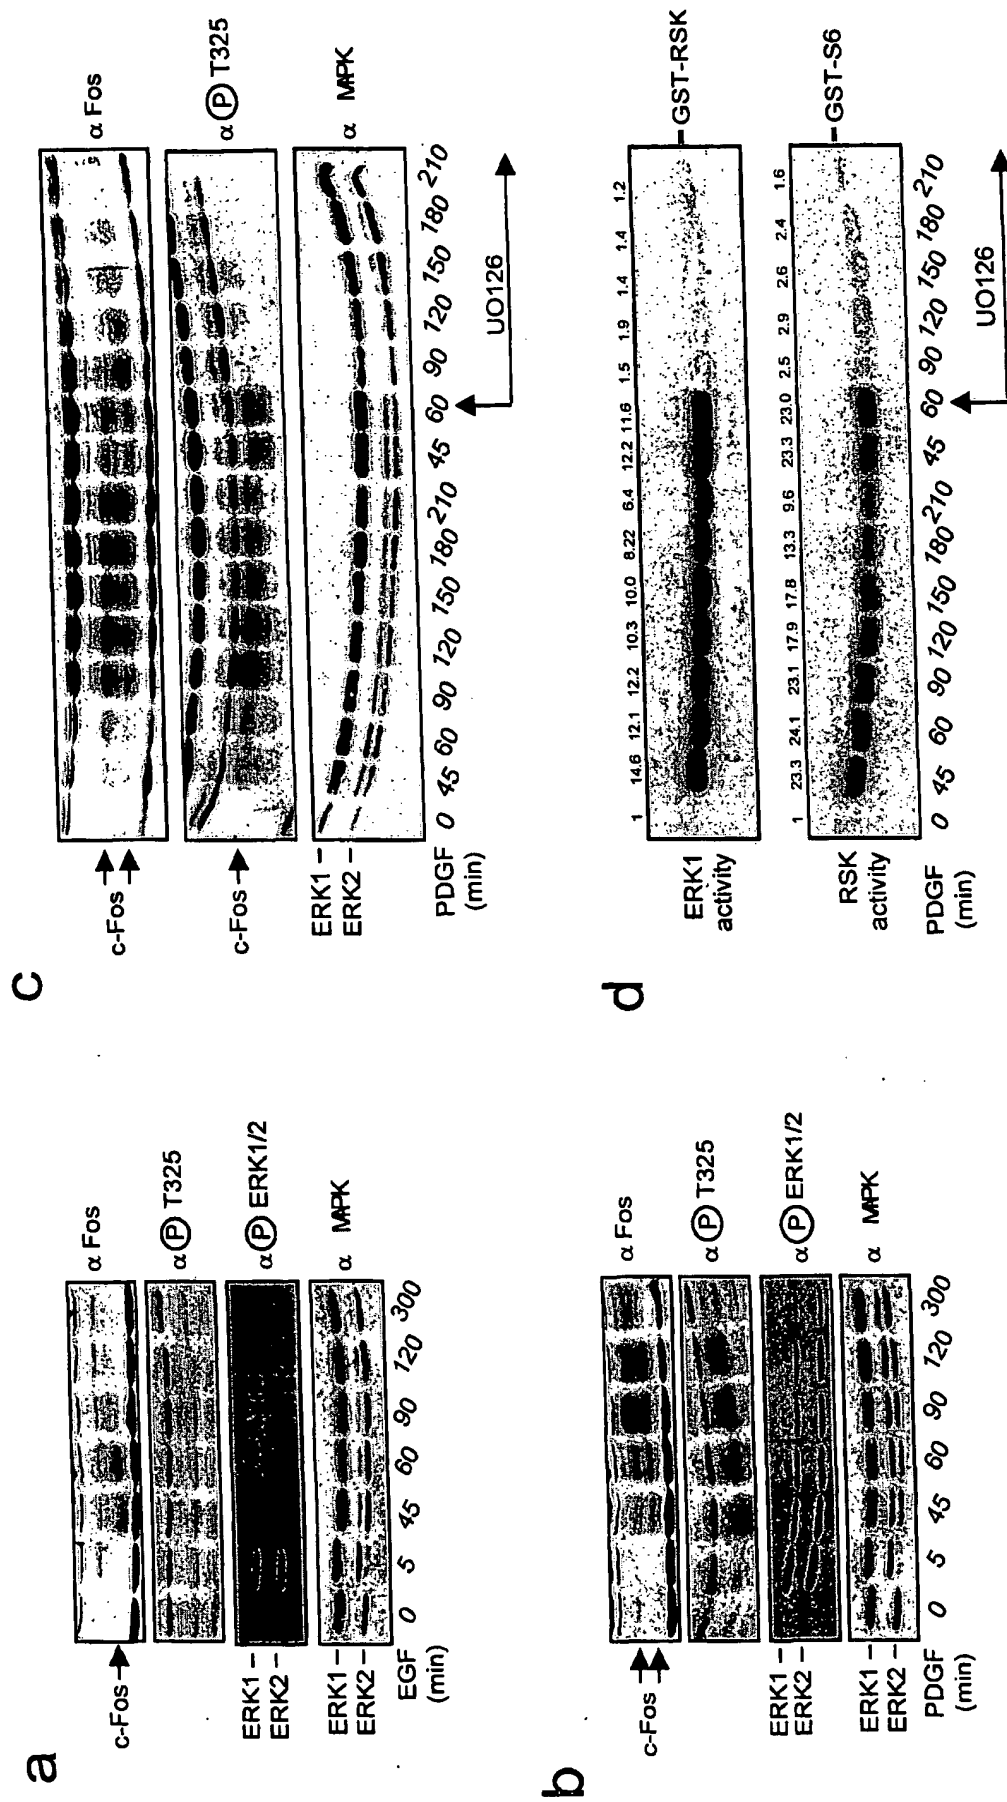 a
α Fos
c-Fos
α Ⓟ T325
α Ⓟ ERK1/2
ERK1
ERK2
α MPK
ERK1
ERK2
EGF
(min)
0 5 45 60 90 120 300
b
α Fos
c-Fos
α Ⓟ T325
α Ⓟ ERK1/2
ERK1
ERK2
α MPK
ERK1
ERK2
PDGF
(min)
0 5 45 60 90 120 300
c
α Fos
c-Fos
α Ⓟ T325
c-Fos
α MPK
ERK1
ERK2
PDGF
(min)
0 45 60 90 120 150 180 210 45 60 90 120 150 180 210
UO126
d
1 14.6 12.1 12.2 10.3 10.0 8.22 6.4 12.2 11.6 1.5 1.9 1.4 1.4 1.2
ERK1
activity
GST-RSK
1 23.3 24.1 23.1 17.9 17.8 13.3 9.6 23.3 23.0 2.5 2.9 2.6 2.4 1.6
RSK
activity
GST-S6
PDGF
(min)
0 45 60 90 120 150 180 210 45 60 90 120 150 180 210
UO126